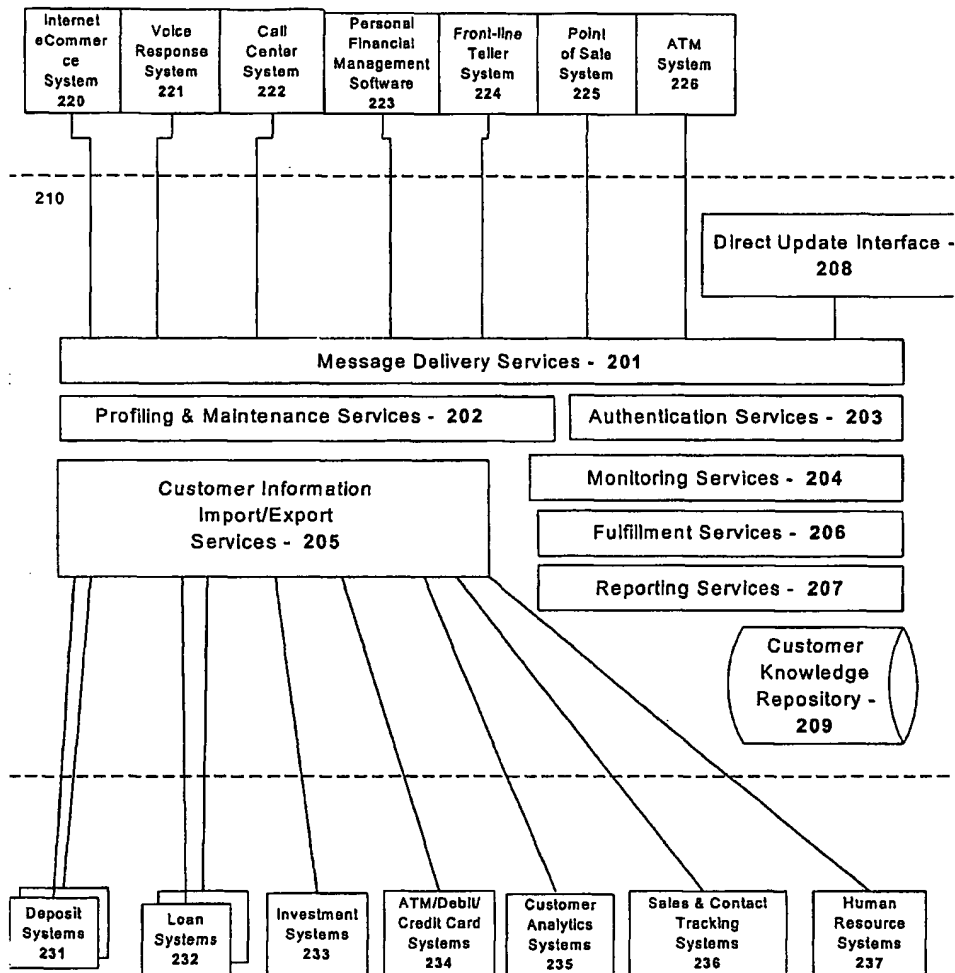 Internet
eCommer
ce
System
220
Voice
Response
System
221
Call
Center
System
222
Personal
Financial
Management
Software
223
Front-line
Teller
System
224
Point
of Sale
System
225
ATM
System
226
210
Direct Update Interface -
208
Message Delivery Services - 201
Profiling & Maintenance Services - 202
Authentication Services - 203
Customer Information
Import/Export
Services - 205
Monitoring Services - 204
Fulfillment Services - 206
Reporting Services - 207
Customer
Knowledge
Repository -
209
Deposit
Systems
231
Loan
Systems
232
Investment
Systems
233
ATM/Debit/
Credit Card
Systems
234
Customer
Analytics
Systems
235
Sales & Contact
Tracking
Systems
236
Human
Resource
Systems
237